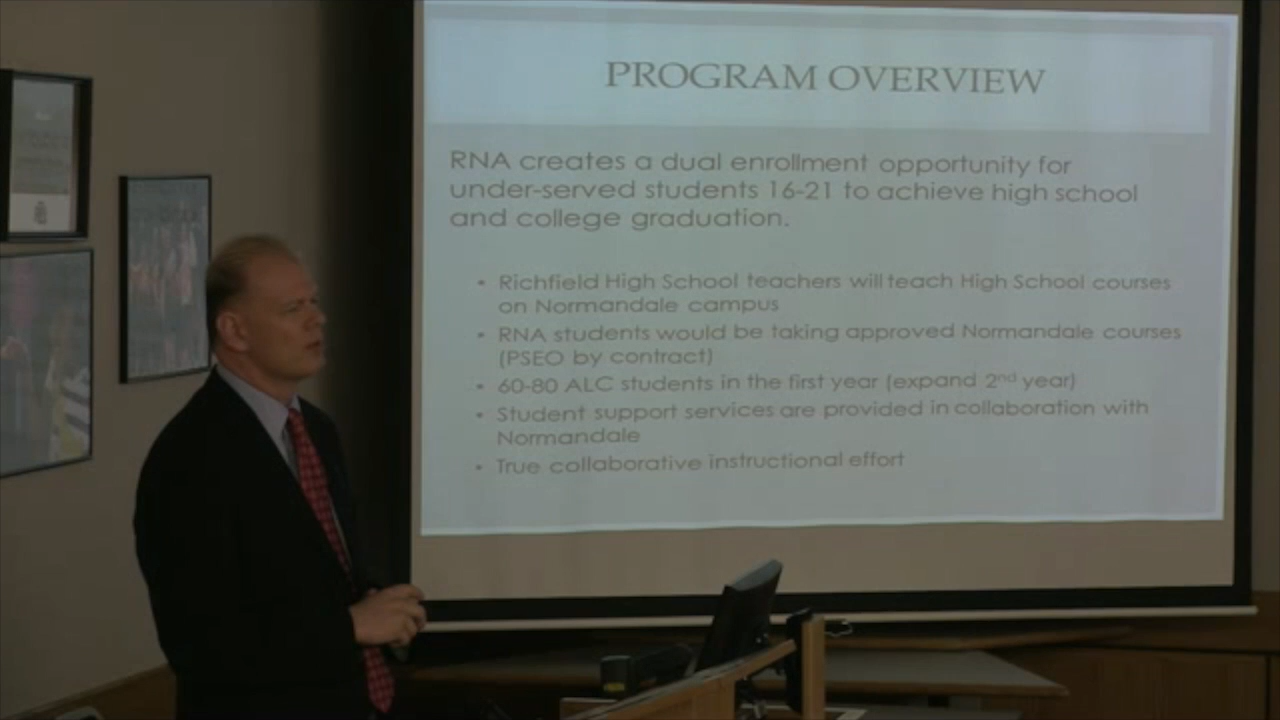 PROGRAM OVERVIEW
RNA creates a dual enrollment opportunity for
under-served students 16-21 to achieve high school
and college graduation.
• Richfield High School teachers will teach High School courses
on Normandale campus
• RNA students would be taking approved Normandale courses
(PSEO by contract)
• 60-80 ALC students in the first year (expand 2nd year)
• Student support services are provided in collaboration with
Normandale
• True collaborative instructional effort